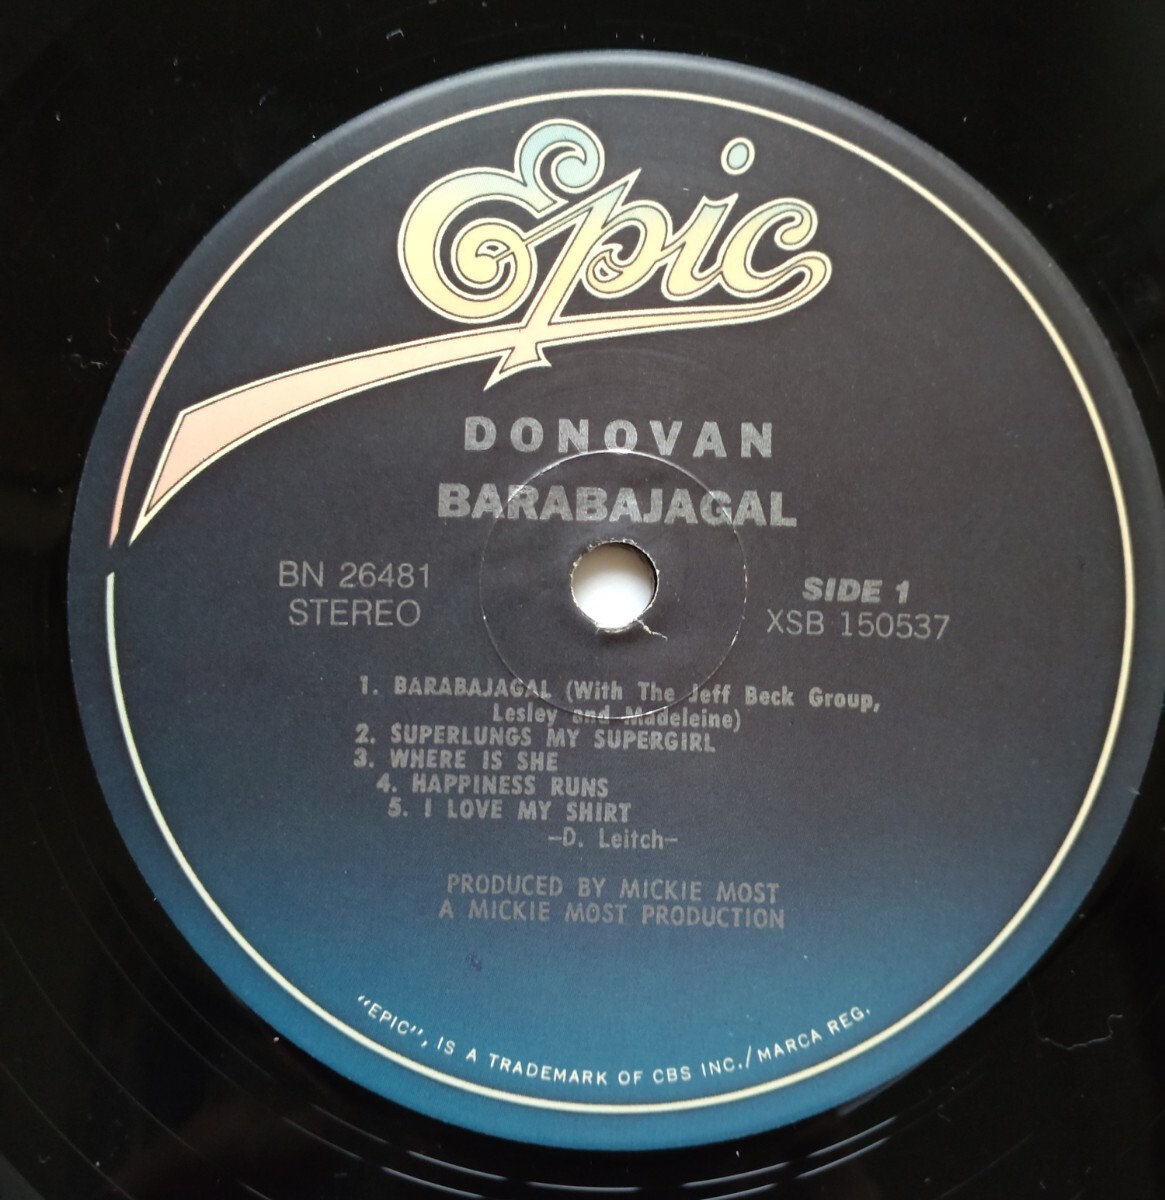 Epic
DONOVAN
BARABAJAGAL
BN 26481
STEREO
SIDE 1
XSB 150537
1. BARABAJAGAL (With The Jeff Beck Group,
Lesley and Madeleine)
2. SUPERLUNGS MY SUPERGIRL
3. WHERE IS SHE
4. HAPPINESS RUNS
5. I LOVE MY SHIRT
—D. Leitch—
PRODUCED BY MICKIE MOST
A MICKIE MOST PRODUCTION
"EPIC", IS A TRADEMARK OF CBS INC./MARCA REG.